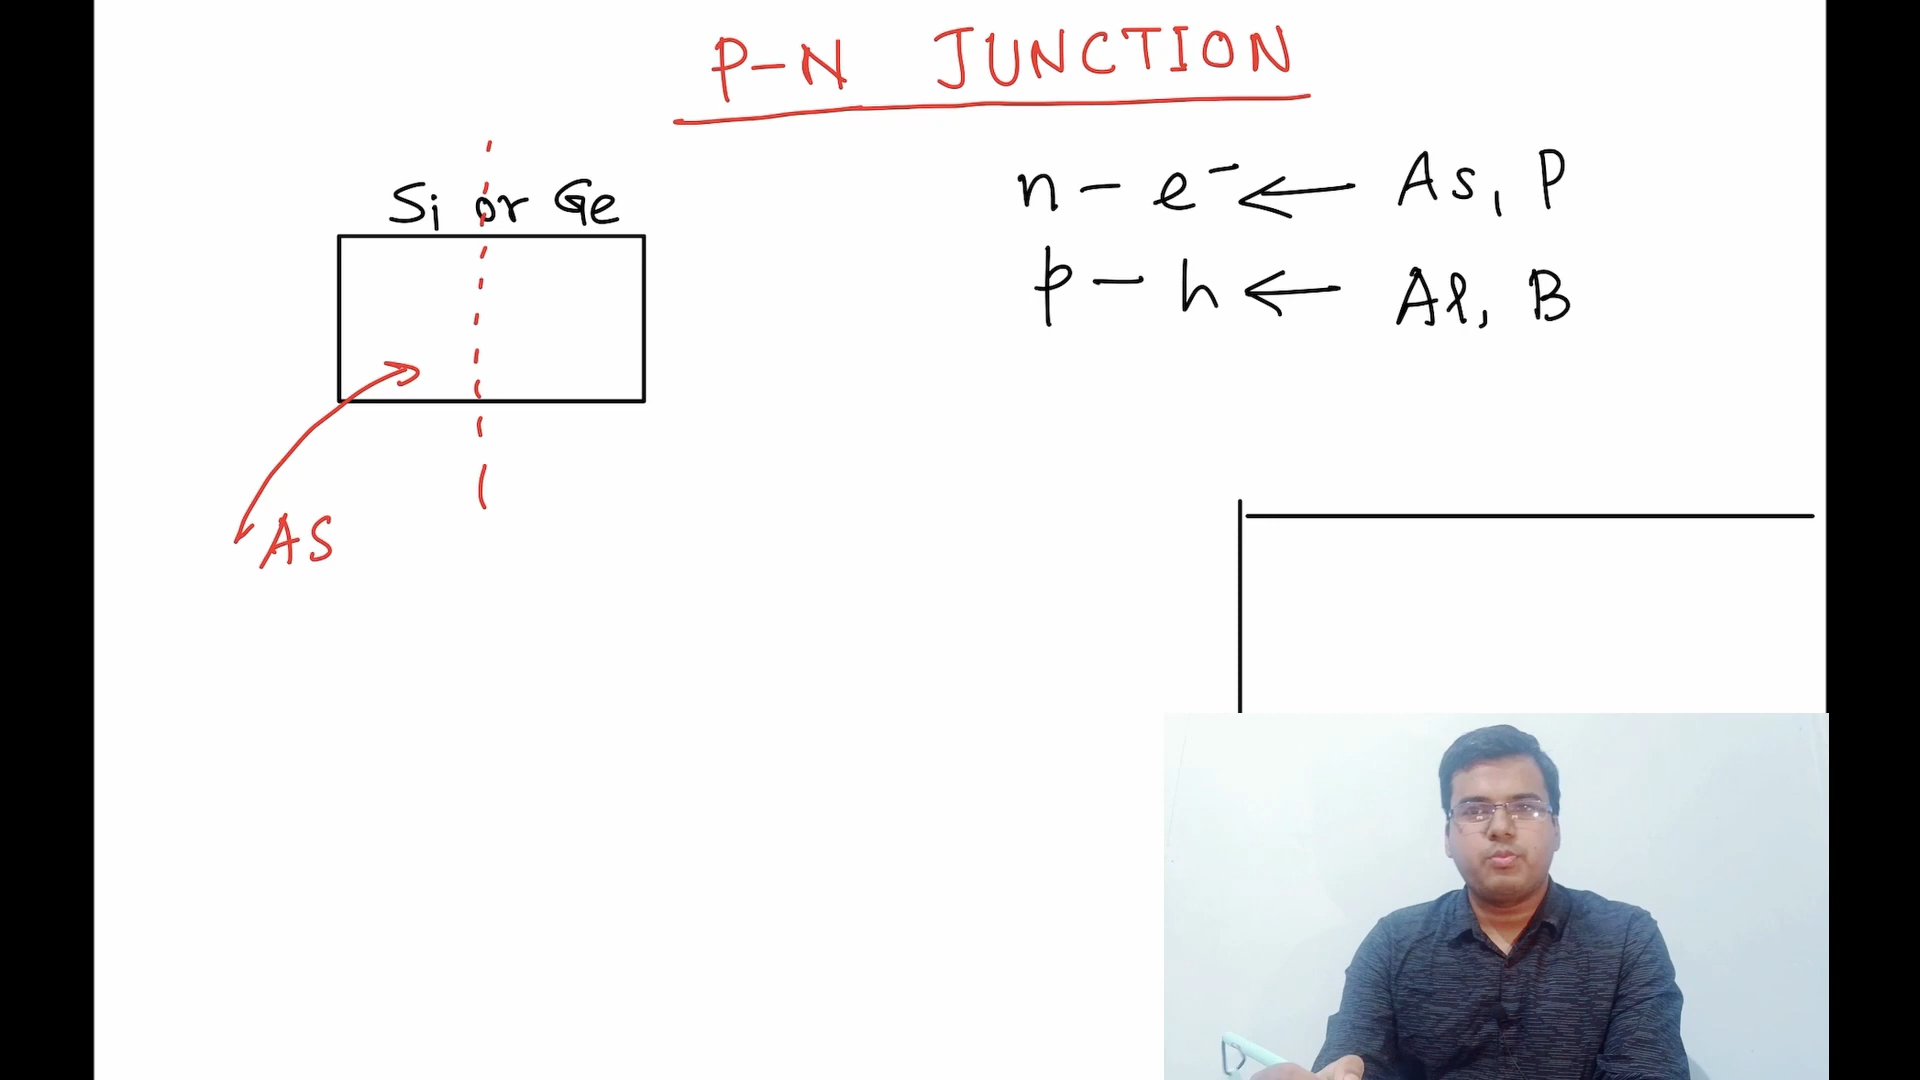 P-N JUNCTION
Si or Ge
n - e⁻ ← As, P
p - h ← Al, B
As